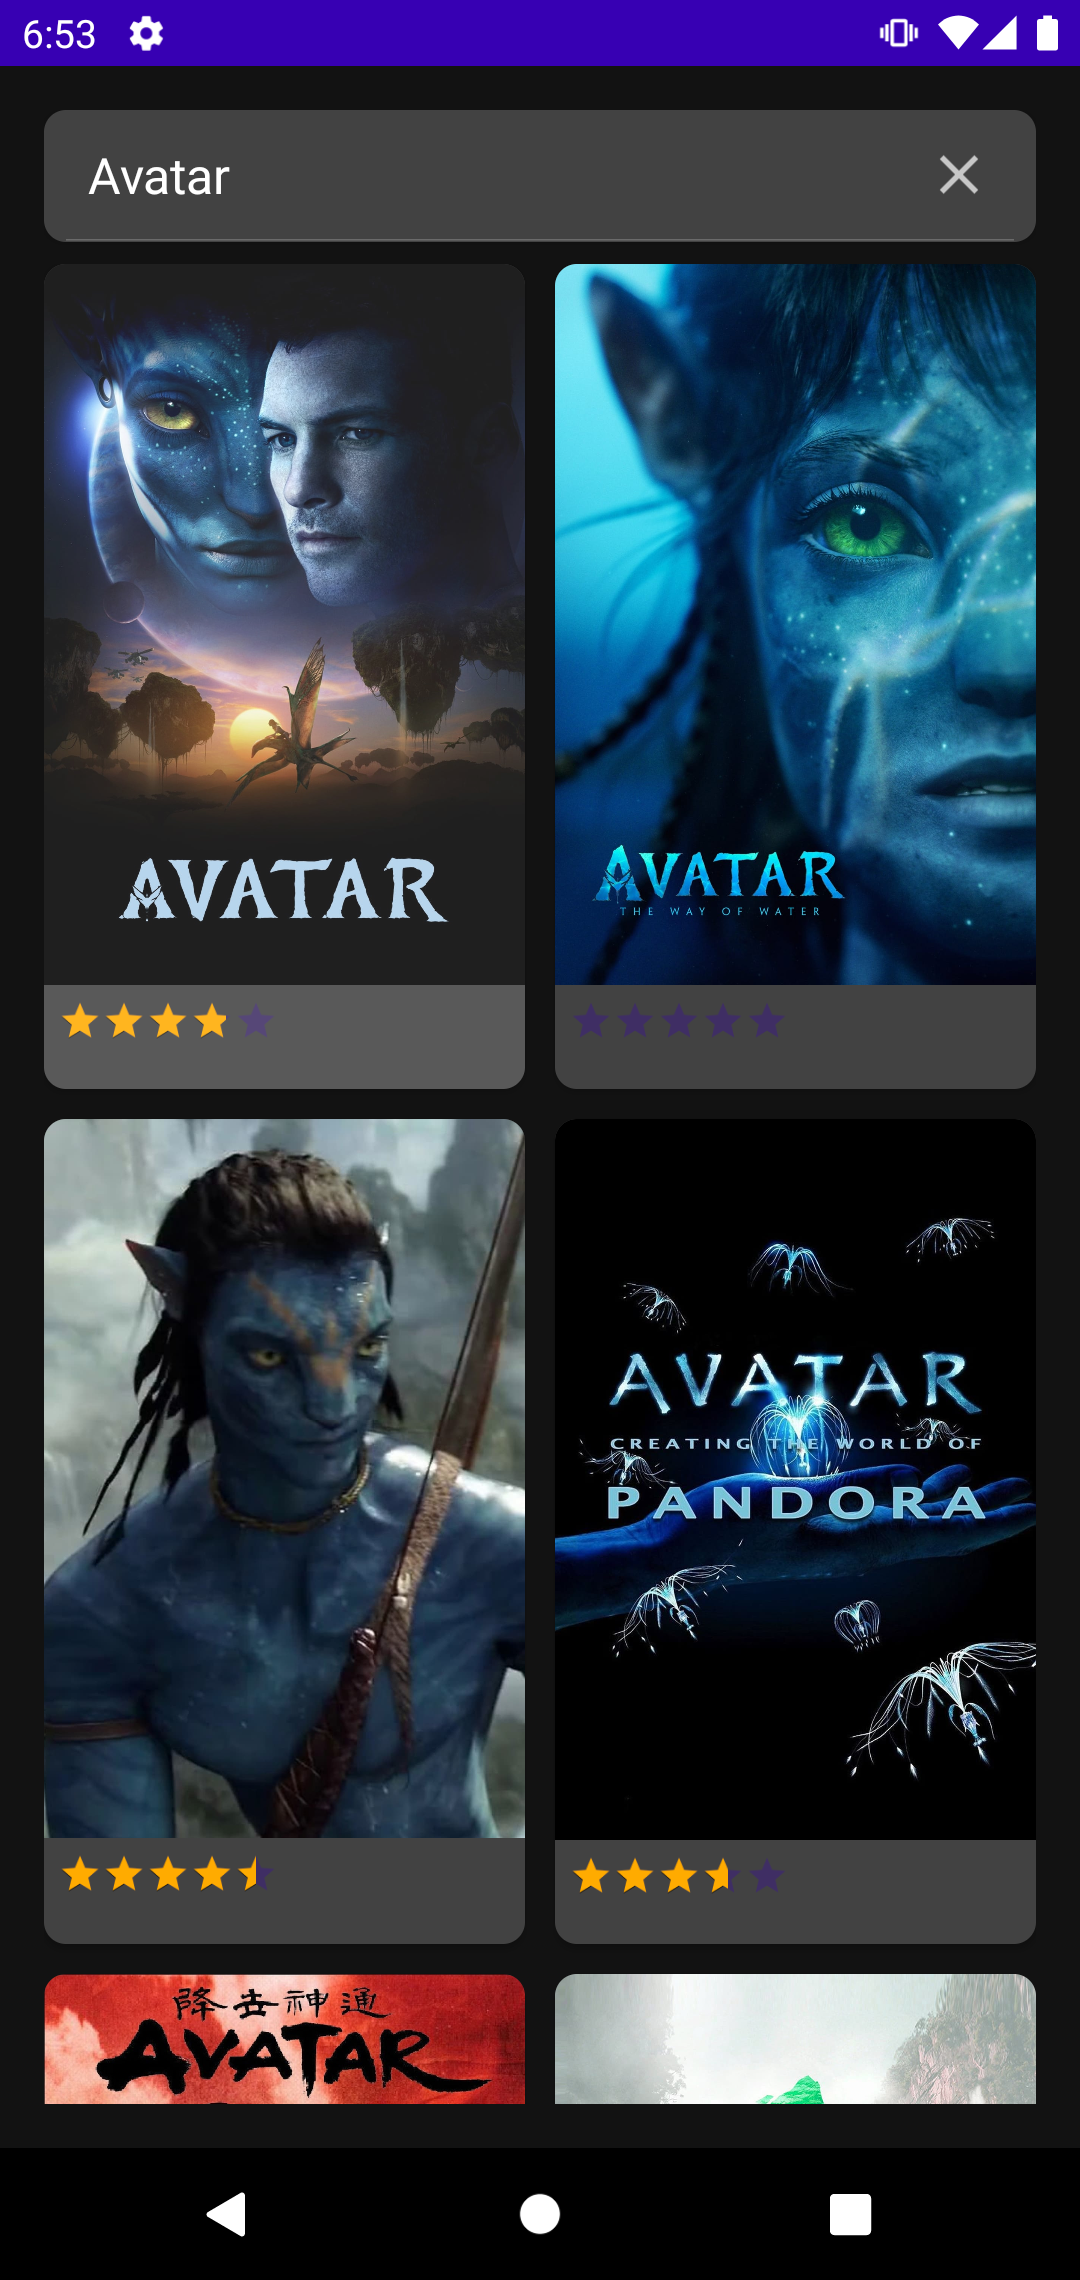 6:53
Avatar
AVATAR
AVATAR
THE WAY OF WATER
AVATAR
CREATING THE WORLD OF
PANDORA
降去神通
AVATAR